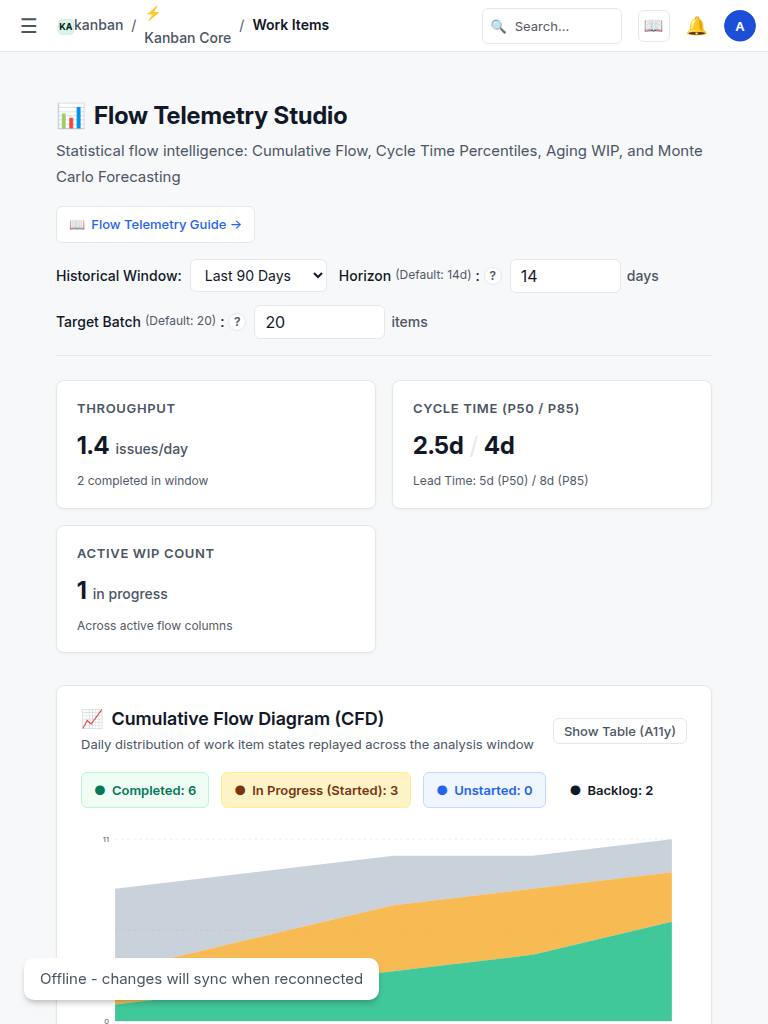 ☰ KA kanban / ⚡ Kanban Core / Work Items 🔍 Search... 📖 🔔 A
📊 Flow Telemetry Studio
Statistical flow intelligence: Cumulative Flow, Cycle Time Percentiles, Aging WIP, and Monte
Carlo Forecasting
📖 Flow Telemetry Guide →
Historical Window: Last 90 Days Horizon (Default: 14d) : ? 14 days
Target Batch (Default: 20) : ? 20 items
THROUGHPUT
1.4 issues/day
2 completed in window
CYCLE TIME (P50 / P85)
2.5d / 4d
Lead Time: 5d (P50) / 8d (P85)
ACTIVE WIP COUNT
1 in progress
Across active flow columns
📈 Cumulative Flow Diagram (CFD)
Daily distribution of work item states replayed across the analysis window
Show Table (A11y)
● Completed: 6 ● In Progress (Started): 3 ● Unstarted: 0 ● Backlog: 2
11
Offline - changes will sync when reconnected
0